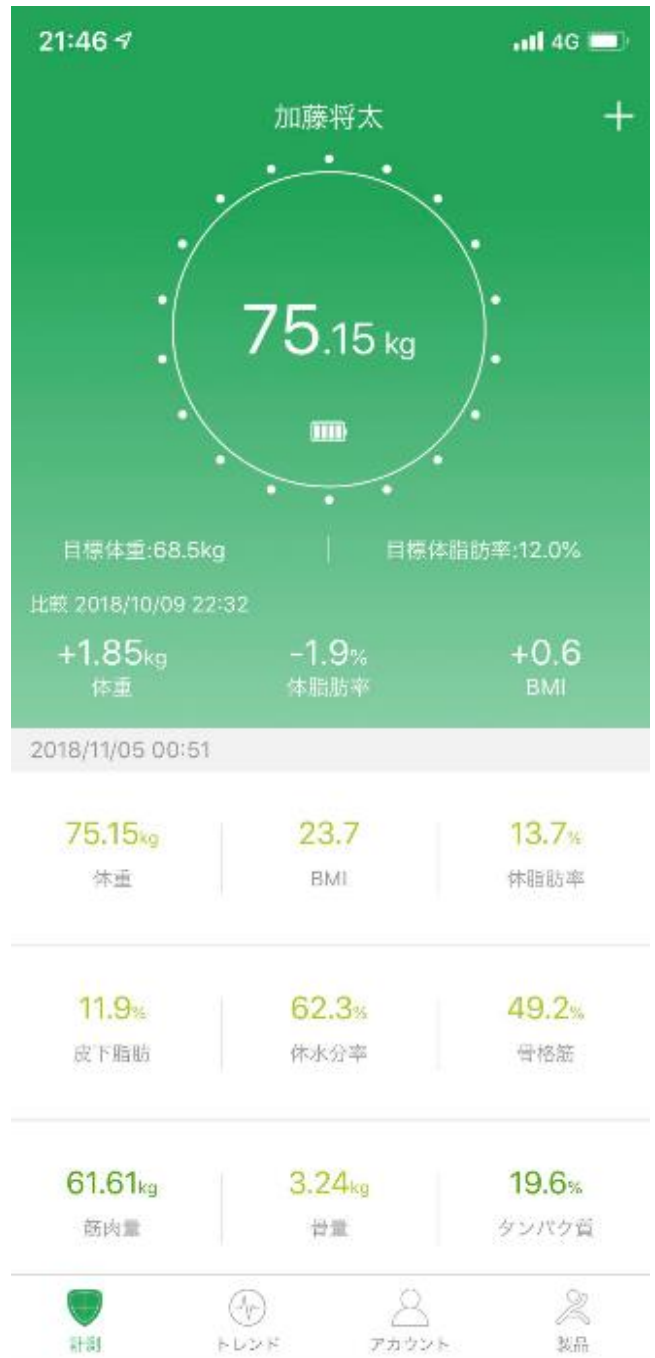 21:46 4G
加藤将太 +
75.15 kg
目標体重:68.5kg 目標体脂肪率:12.0%
比較 2018/10/09 22:32
+1.85kg -1.9% +0.6
体重 体脂肪率 BMI
2018/11/05 00:51
75.15kg 23.7 13.7%
体重 BMI 体脂肪率
11.9% 62.3% 49.2%
皮下脂肪 体水分率 骨格筋
61.61kg 3.24kg 19.6%
筋肉量 骨量 タンパク質
計測 トレンド アカウント 製品